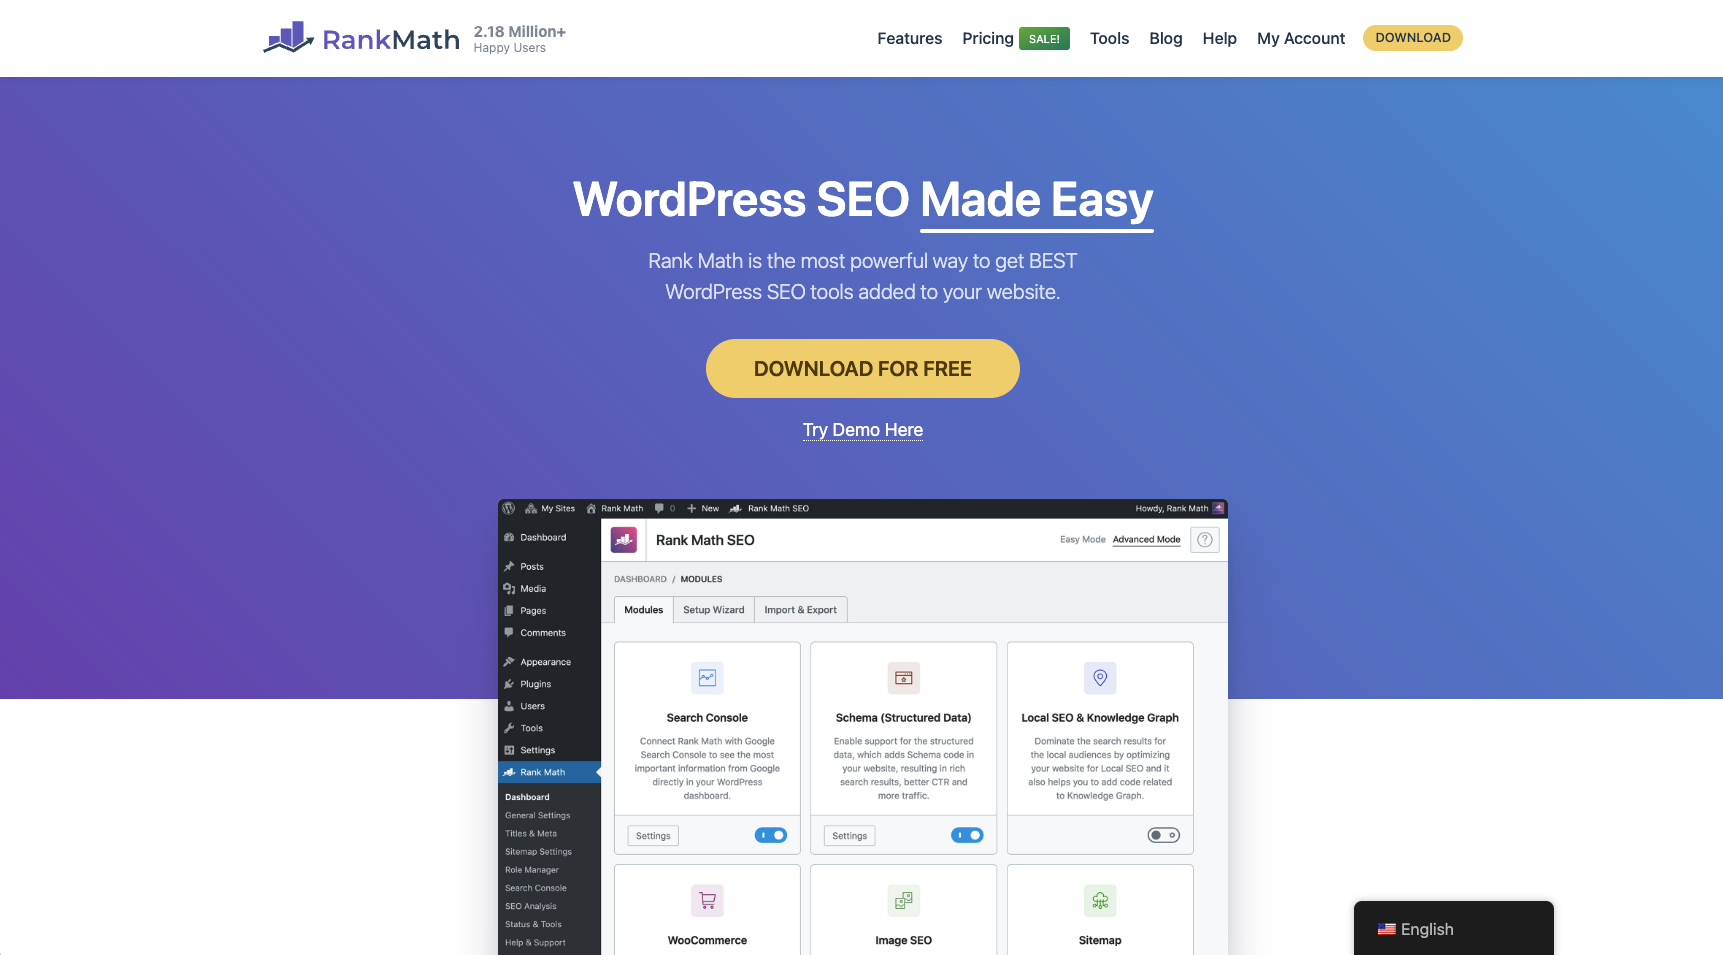 RankMath
2.18 Million+
Happy Users
Features
Pricing
SALE!
Tools
Blog
Help
My Account
DOWNLOAD
WordPress SEO Made Easy
Rank Math is the most powerful way to get BEST
WordPress SEO tools added to your website.
DOWNLOAD FOR FREE
Try Demo Here
My Sites
Rank Math
0
New
Rank Math SEO
Howdy, Rank Math
Dashboard
Posts
Media
Pages
Comments
Appearance
Plugins
Users
Tools
Settings
Rank Math
Dashboard
General Settings
Titles & Meta
Sitemap Settings
Role Manager
Search Console
SEO Analysis
Status & Tools
Help & Support
Rank Math SEO
Easy Mode
Advanced Mode
?
DASHBOARD / MODULES
Modules
Setup Wizard
Import & Export
Search Console
Connect Rank Math with Google
Search Console to see the most
important information from Google
directly in your WordPress
dashboard.
Settings
Schema (Structured Data)
Enable support for the structured
data, which adds Schema code in
your website, resulting in rich
search results, better CTR and
more traffic.
Settings
Local SEO & Knowledge Graph
Dominate the search results for
the local audiences by optimizing
your website for Local SEO and it
also helps you to add code related
to Knowledge Graph.
WooCommerce
Image SEO
Sitemap
English